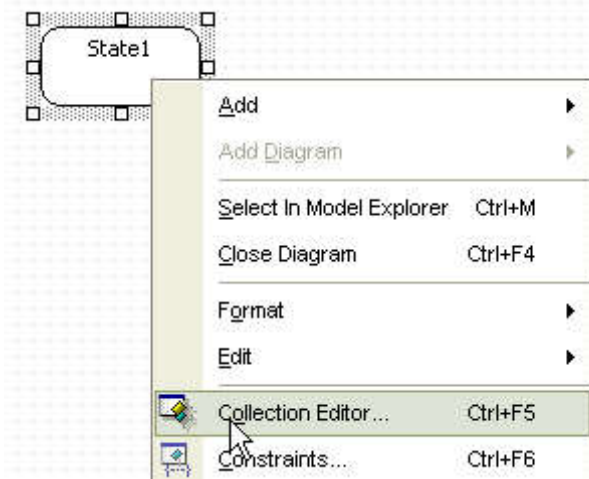 State1
Add
Add Diagram
Select In Model Explorer Ctrl+M
Close Diagram Ctrl+F4
Format
Edit
Collection Editor... Ctrl+F5
Constraints... Ctrl+F6